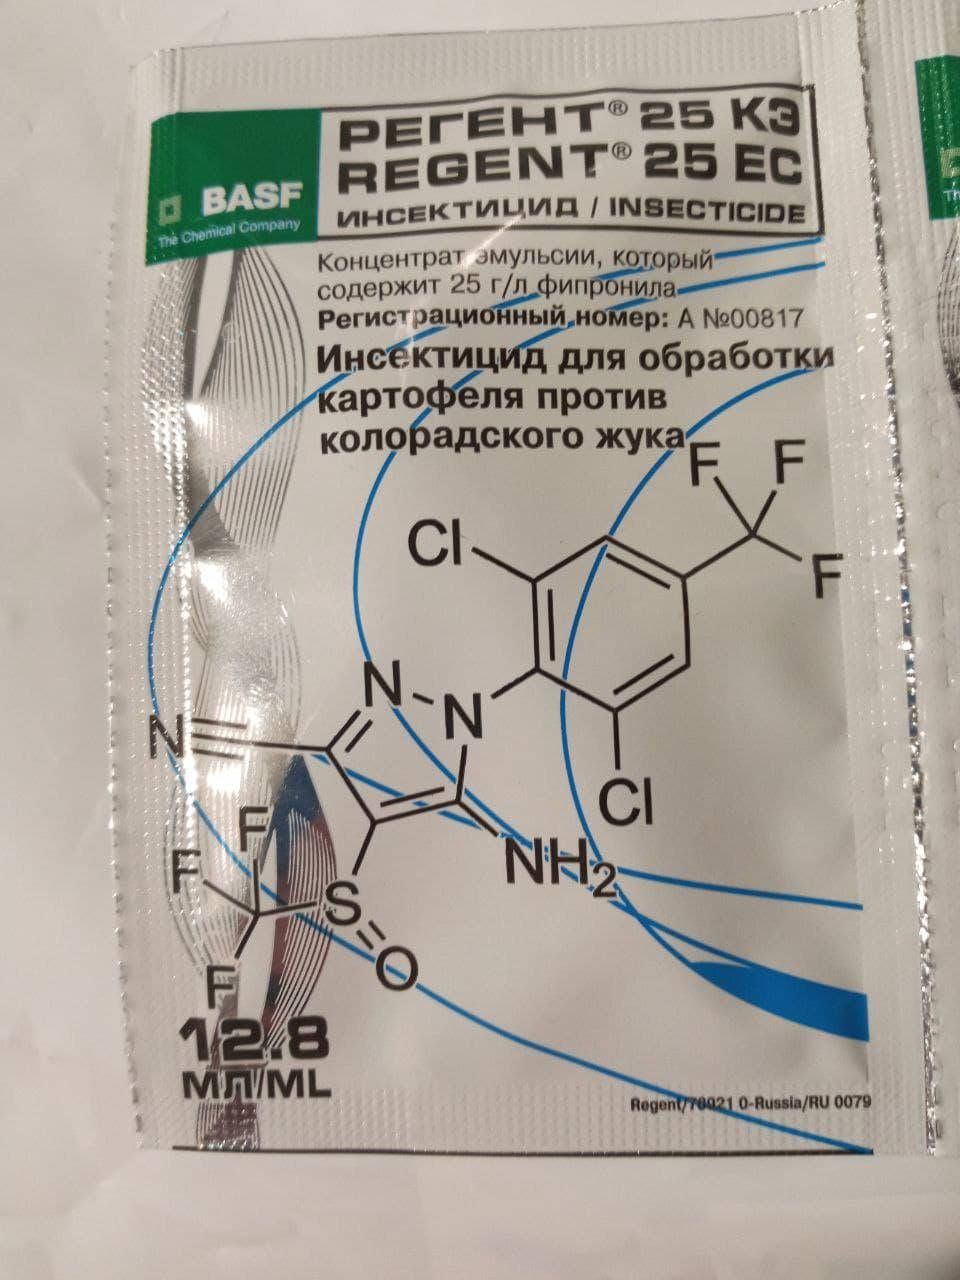 РЕГЕНТ® 25 КЭ
REGENT® 25 EC
ИНСЕКТИЦИД / INSECTICIDE
BASF
The Chemical Company
Концентрат эмульсии, который
содержит 25 г/л фипронила
Регистрационный номер: А №00817
Инсектицид для обработки
картофеля против
колорадского жука
F F
Cl
F
N
N
N
Cl
F
F
NH2
S
O
F
12.8
МЛ/ML
Regent/70921 0-Russia/RU 0079